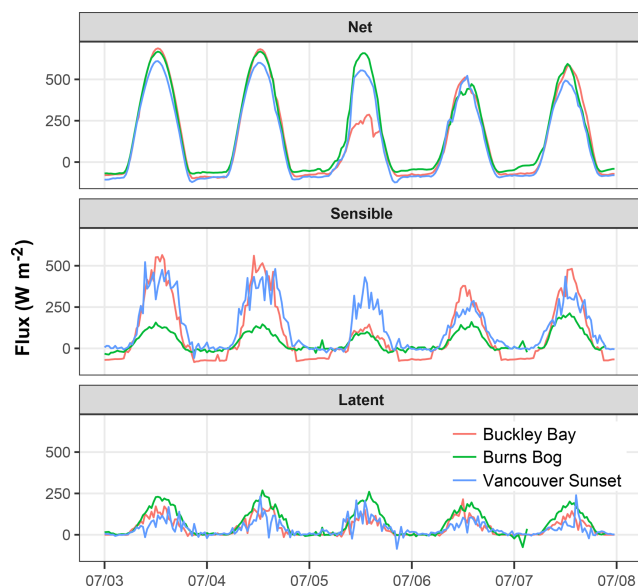 Net
500
250
0
Sensible
500
250
0
Flux (W m-2)
Latent
500
250
0
Buckley Bay
Burns Bog
Vancouver Sunset
07/03 07/04 07/05 07/06 07/07 07/08